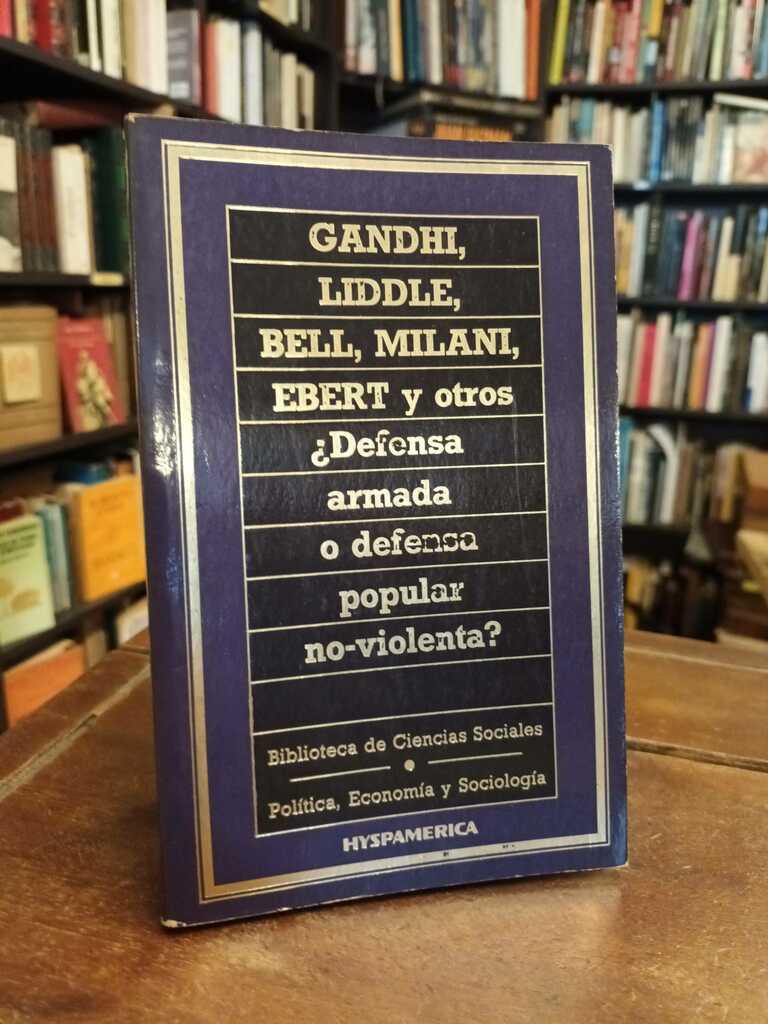 GANDHI,
LIDDLE,
BELL, MILANI,
EBERT y otros
¿Defensa
armada
o defensa
popular
no-violenta?
Biblioteca de Ciencias Sociales
Política, Economía y Sociología
HYSPAMERICA